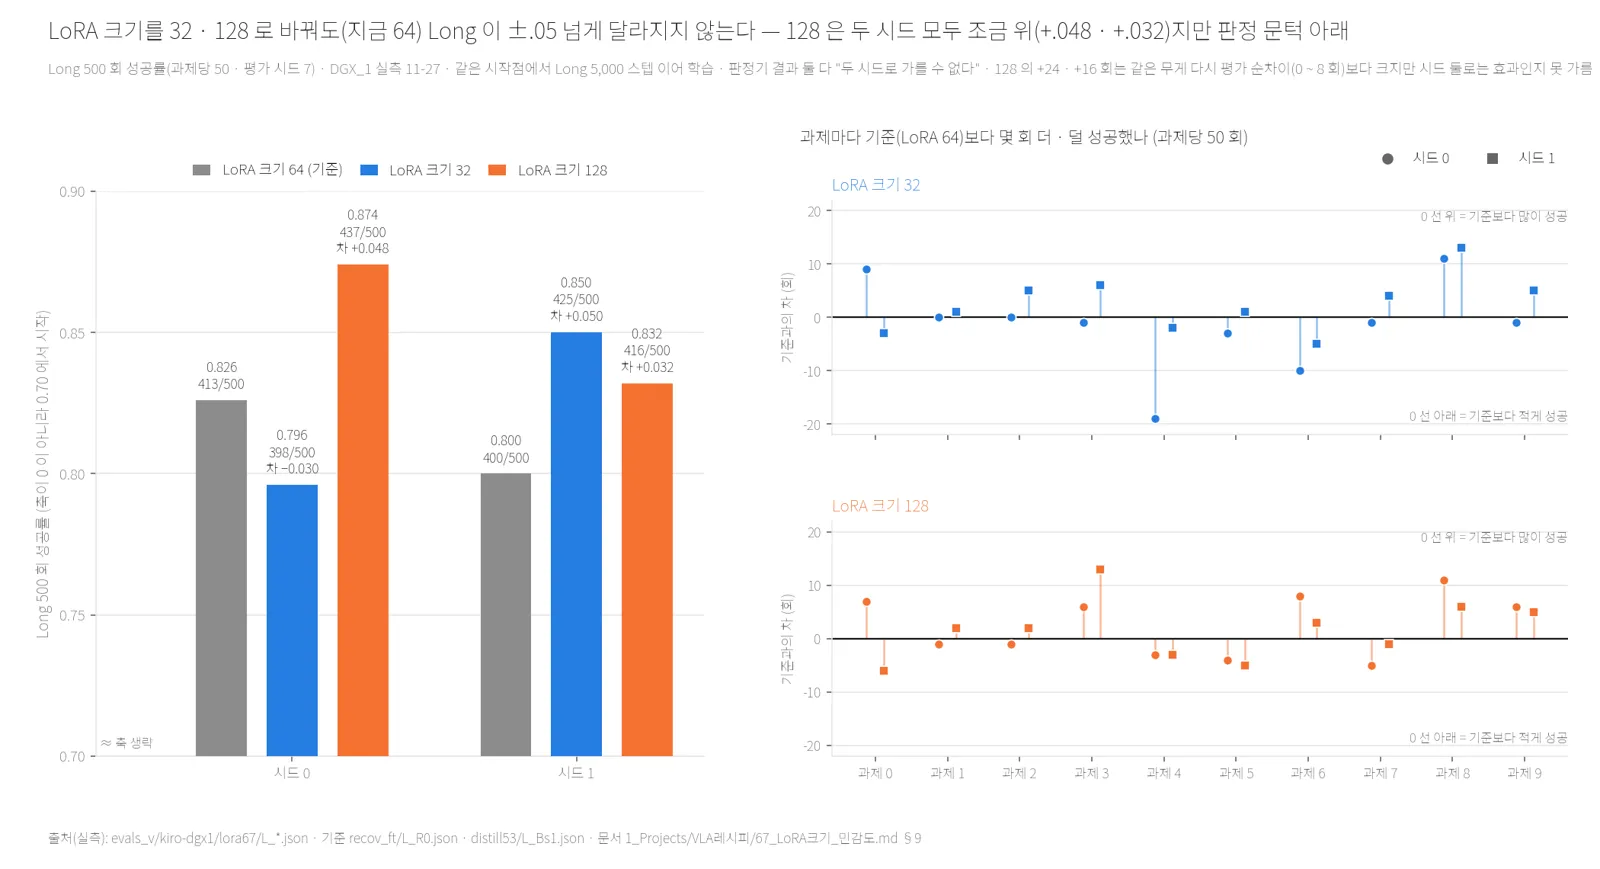 LoRA 크기를 32 · 128 로 바꿔도(지금 64) Long 이 ±.05 넘게 달라지지 않는다 — 128 은 두 시드 모두 조금 위(+.048 · +.032)지만 판정 문턱 아래
Long 500 회 성공률(과제당 50 · 평가 시드 7) · DGX_1 실측 11-27 · 같은 시작점에서 Long 5,000 스텝 이어 학습 · 판정기 결과 둘 다 "두 시드로 가를 수 없다" · 128 의 +24 · +16 회는 같은 무게 다시 평가 순차이(0 ~ 8 회)보다 크지만 시드 둘로는 효과인지 못 가름
LoRA 크기 64 (기준)
LoRA 크기 32
LoRA 크기 128
Long 500 회 성공률 (축이 0 이 아니라 0.70 에서 시작)
0.90
0.85
0.80
0.75
0.70
0.826
413/500
0.796
398/500
차 −0.030
0.874
437/500
차 +0.048
0.800
400/500
0.850
425/500
차 +0.050
0.832
416/500
차 +0.032
≈ 축 생략
시드 0
시드 1
과제마다 기준(LoRA 64)보다 몇 회 더 · 덜 성공했나 (과제당 50 회)
시드 0
시드 1
LoRA 크기 32
기준과의 차 (회)
20
10
0
-10
-20
0 선 위 = 기준보다 많이 성공
0 선 아래 = 기준보다 적게 성공
LoRA 크기 128
기준과의 차 (회)
20
10
0
-10
-20
0 선 위 = 기준보다 많이 성공
0 선 아래 = 기준보다 적게 성공
과제 0
과제 1
과제 2
과제 3
과제 4
과제 5
과제 6
과제 7
과제 8
과제 9
출처(실측): evals_v/kiro-dgx1/lora67/L_*.json · 기준 recov_ft/L_R0.json · distill53/L_Bs1.json · 문서 1_Projects/VLA레시피/67_LoRA크기_민감도.md §9